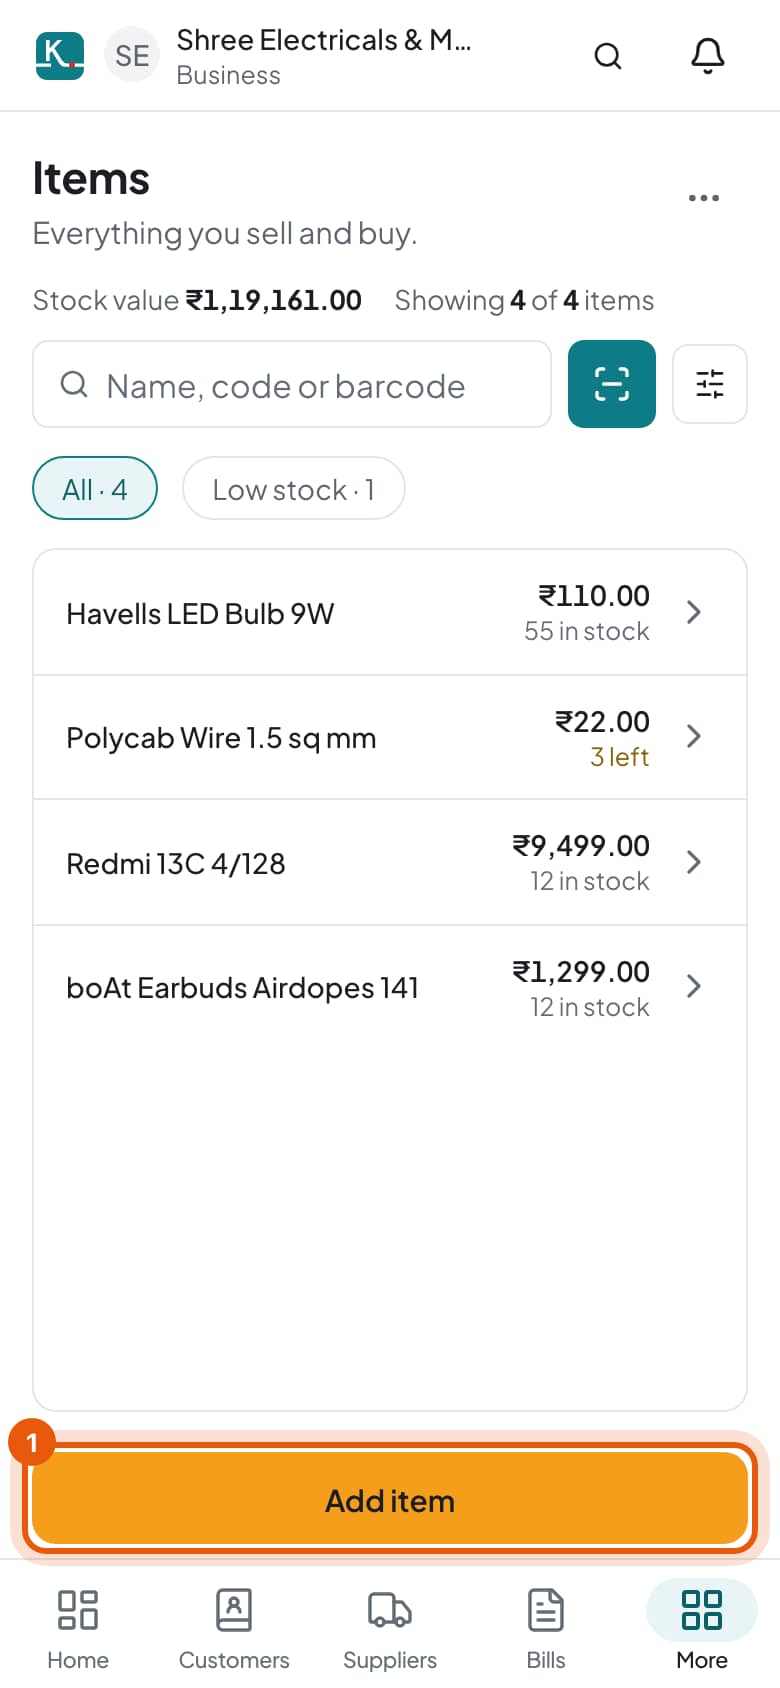 K.
SE
Shree Electricals & M...
Business
Items
Everything you sell and buy.
Stock value ₹1,19,161.00 Showing 4 of 4 items
Name, code or barcode
All · 4
Low stock · 1
Havells LED Bulb 9W
₹110.00
55 in stock
Polycab Wire 1.5 sq mm
₹22.00
3 left
Redmi 13C 4/128
₹9,499.00
12 in stock
boAt Earbuds Airdopes 141
₹1,299.00
12 in stock
1
Add item
Home
Customers
Suppliers
Bills
More